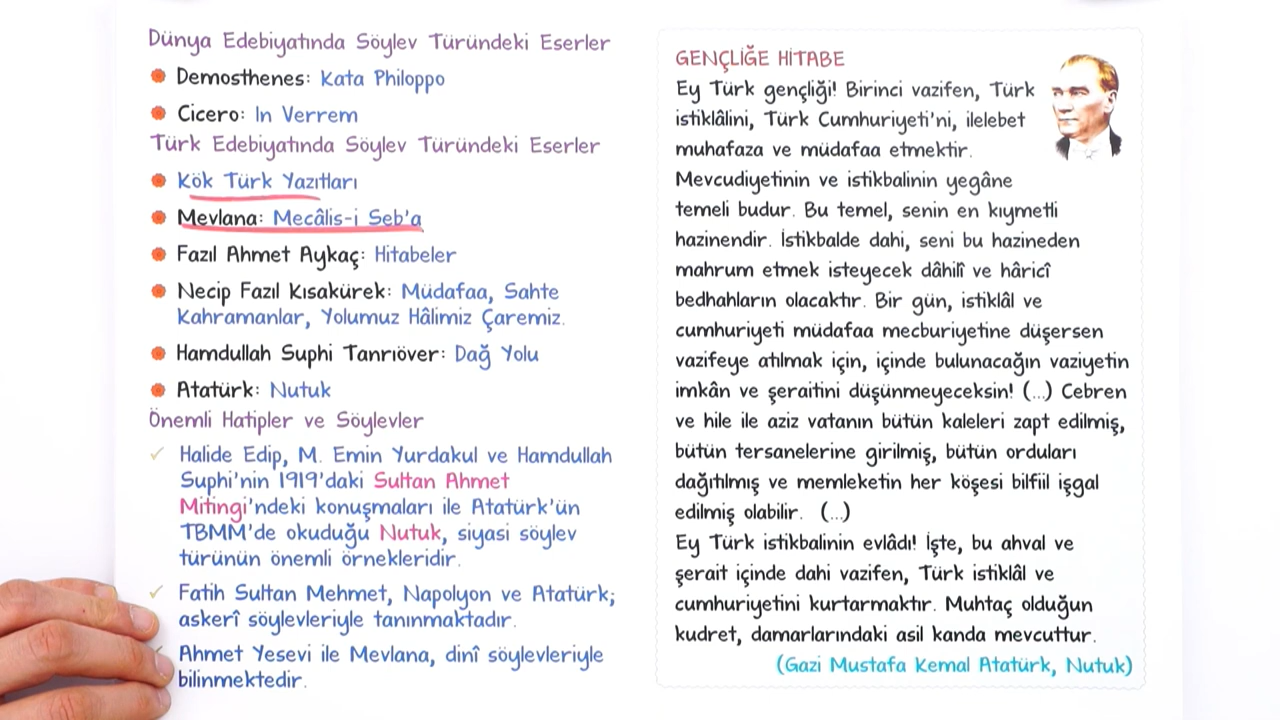 Dünya Edebiyatında Söylev Türündeki Eserler
Demosthenes: Kata Philoppo
Cicero: In Verrem
Türk Edebiyatında Söylev Türündeki Eserler
Kök Türk Yazıtları
Mevlana: Mecâlis-i Seb'a
Fazıl Ahmet Aykaç: Hitabeler
Necip Fazıl Kısakürek: Müdafaa, Sahte
Kahramanlar, Yolumuz Hâlimiz Çaremiz.
Hamdullah Suphi Tanrıöver: Dağ Yolu
Atatürk: Nutuk
Önemli Hatipler ve Söylevler
Halide Edip, M. Emin Yurdakul ve Hamdullah
Suphi'nin 1919'daki Sultan Ahmet
Mitingi'ndeki konuşmaları ile Atatürk'ün
TBMM'de okuduğu Nutuk, siyasi söylev
türünün önemli örnekleridir.
Fatih Sultan Mehmet, Napolyon ve Atatürk;
askerî söylevleriyle tanınmaktadır.
Ahmet Yesevi ile Mevlana, dinî söylevleriyle
bilinmektedir.
GENÇLİĞE HİTABE
Ey Türk gençliği! Birinci vazifen, Türk
istiklâlini, Türk Cumhuriyeti'ni, ilelebet
muhafaza ve müdafaa etmektir.
Mevcudiyetinin ve istikbalinin yegâne
temeli budur. Bu temel, senin en kıymetli
hazinendir. İstikbalde dahi, seni bu hazineden
mahrum etmek isteyecek dâhilî ve hâricî
bedhahların olacaktır. Bir gün, istiklâl ve
cumhuriyeti müdafaa mecburiyetine düşersen
vazifeye atılmak için, içinde bulunacağın vaziyetin
imkân ve şeraitini düşünmeyeceksin! (...) Cebren
ve hile ile aziz vatanın bütün kaleleri zapt edilmiş,
bütün tersanelerine girilmiş, bütün orduları
dağıtılmış ve memleketin her köşesi bilfiil işgal
edilmiş olabilir. (...)
Ey Türk istikbalinin evlâdı! İşte, bu ahval ve
şerait içinde dahi vazifen, Türk istiklâl ve
cumhuriyetini kurtarmaktır. Muhtaç olduğun
kudret, damarlarındaki asil kanda mevcuttur.
(Gazi Mustafa Kemal Atatürk, Nutuk)